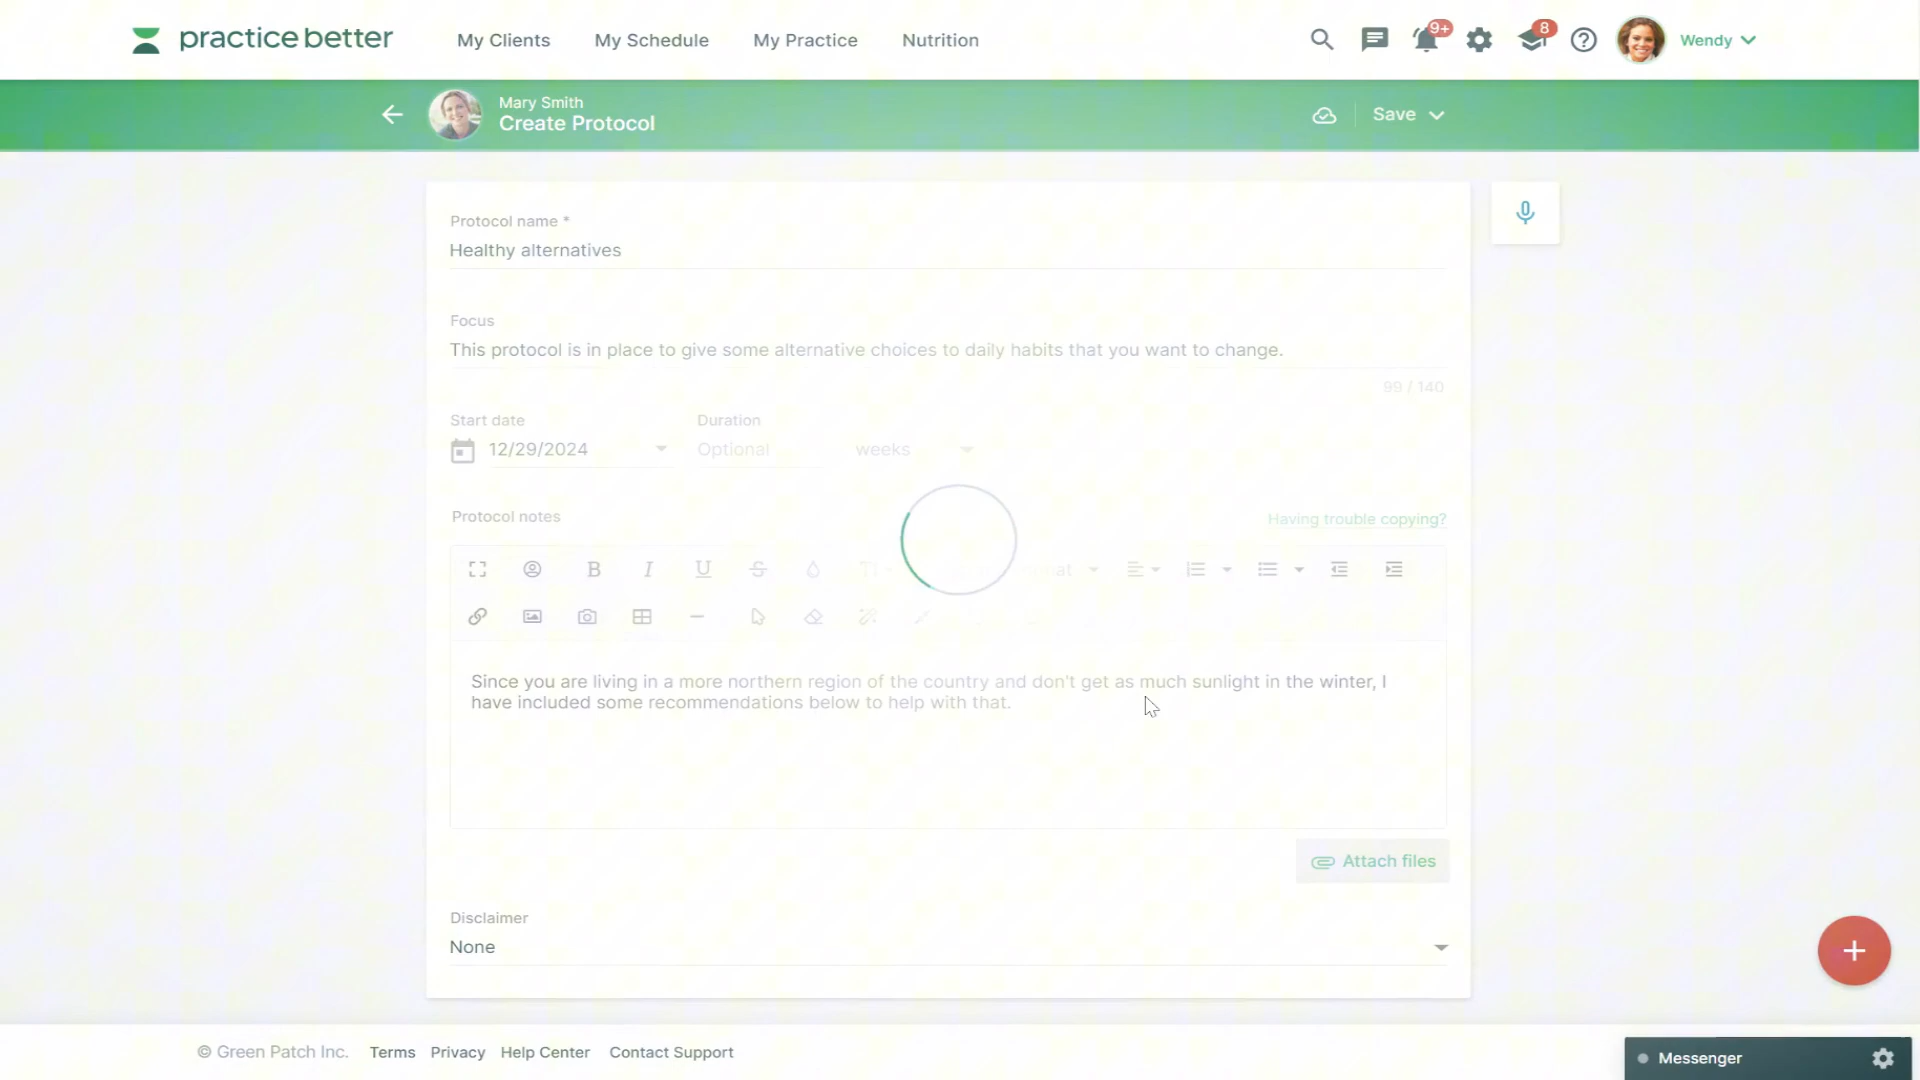 practice better
My Clients
My Schedule
My Practice
Nutrition
9+
8
Wendy
Mary Smith
Create Protocol
Save
Protocol name *
Healthy alternatives
Focus
This protocol is in place to give some alternative choices to daily habits that you want to change.
99 / 140
Start date
Duration
12/29/2024
Optional
weeks
Protocol notes
Having trouble copying?
Since you are living in a more northern region of the country and don't get as much sunlight in the winter, I
have included some recommendations below to help with that.
Attach files
Disclaimer
None
© Green Patch Inc.
Terms
Privacy
Help Center
Contact Support
Messenger